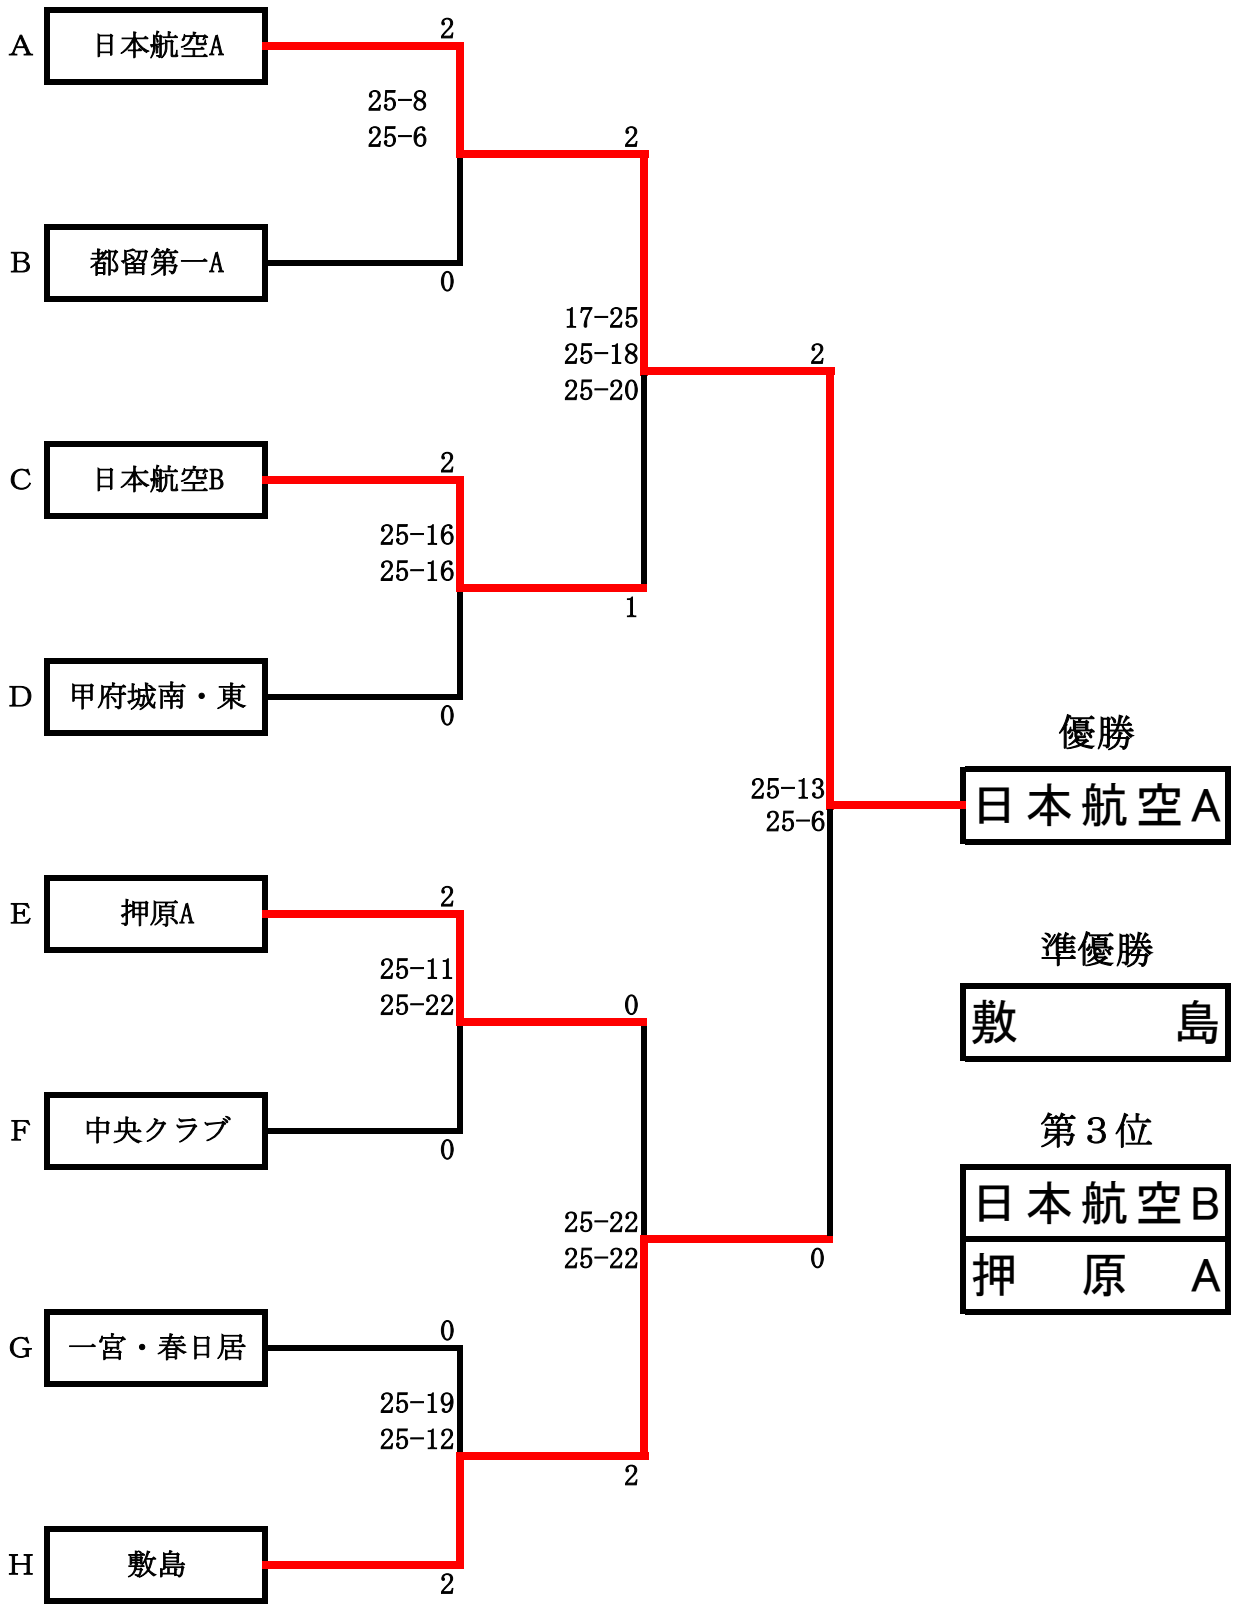 2
A 日本航空A
25-8
25-6
2
B 都留第一A
0
17-25
25-18
25-20
2
2
C 日本航空B
25-16
25-16
1
D 甲府城南・東
0
優勝
25-13
25-6
日本航空A
2
E 押原A
25-11
25-22
0
準優勝
敷島
F 中央クラブ
0
第３位
日本航空B
押原A
25-22
25-22
0
0
G 一宮・春日居
25-19
25-12
2
H 敷島
2